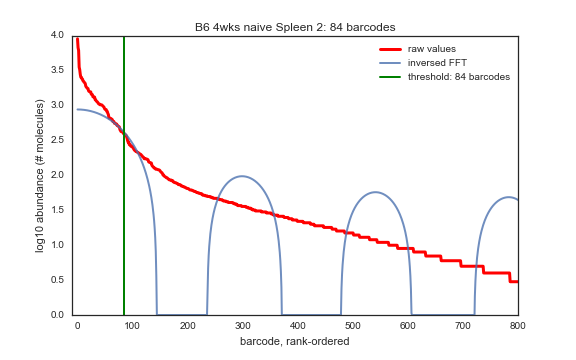 B6 4wks naive Spleen 2: 84 barcodes
raw values
inversed FFT
threshold: 84 barcodes
log10 abundance (# molecules)
4.0
3.5
3.0
2.5
2.0
1.5
1.0
0.5
0.0
0 100 200 300 400 500 600 700 800
barcode, rank-ordered